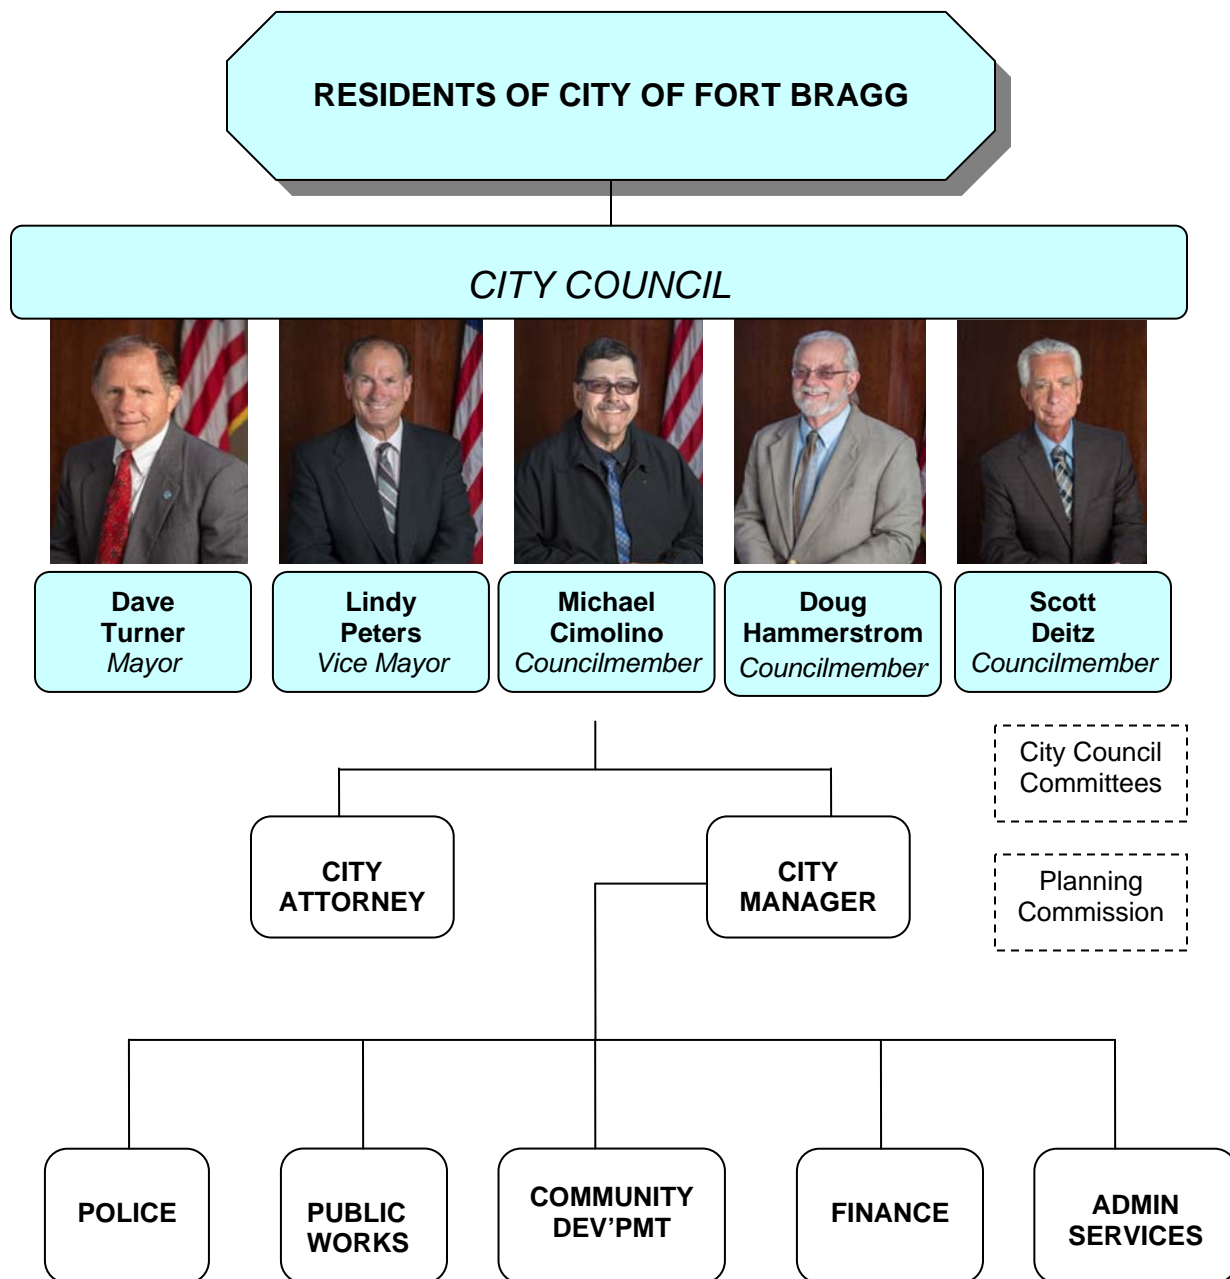 RESIDENTS OF CITY OF FORT BRAGG
CITY COUNCIL
Dave
Turner
Mayor
Lindy
Peters
Vice Mayor
Michael
Cimolino
Councilmember
Doug
Hammerstrom
Councilmember
Scott
Deitz
Councilmember
City Council
Committees
CITY
ATTORNEY
CITY
MANAGER
Planning
Commission
POLICE
PUBLIC
WORKS
COMMUNITY
DEV’PMT
FINANCE
ADMIN
SERVICES